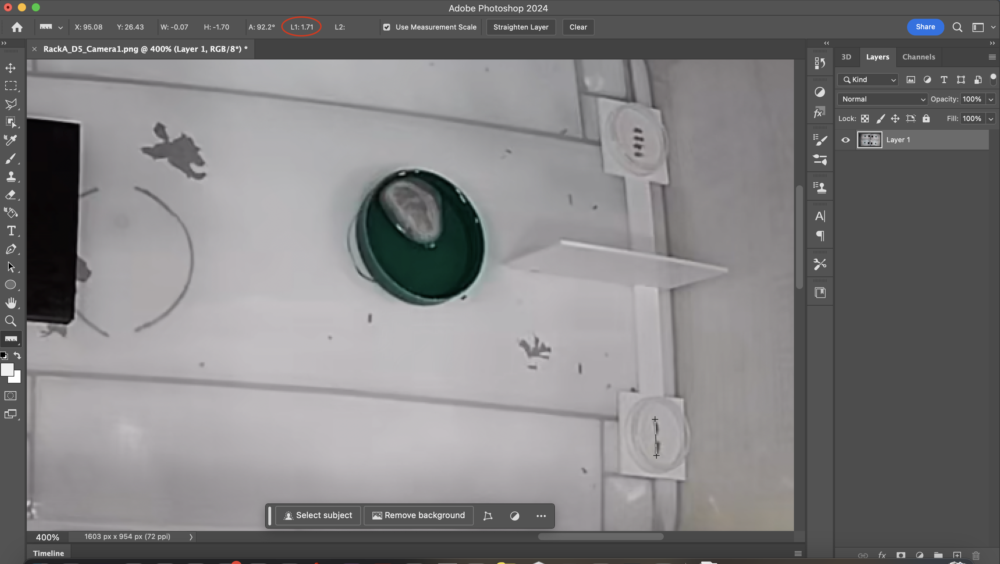 Adobe Photoshop 2024
X: 95.08 Y: 26.43 W: -0.07 H: -1.70 A: 92.2° L1: 1.71 L2: Use Measurement Scale Straighten Layer Clear Share
× RackA_D5_Camera1.png @ 400% (Layer 1, RGB/8*) *
3D Layers Channels
Kind
Normal Opacity: 100%
Lock: Fill: 100%
Layer 1
Select subject Remove background
400% 1603 px x 954 px (72 ppi)
Timeline